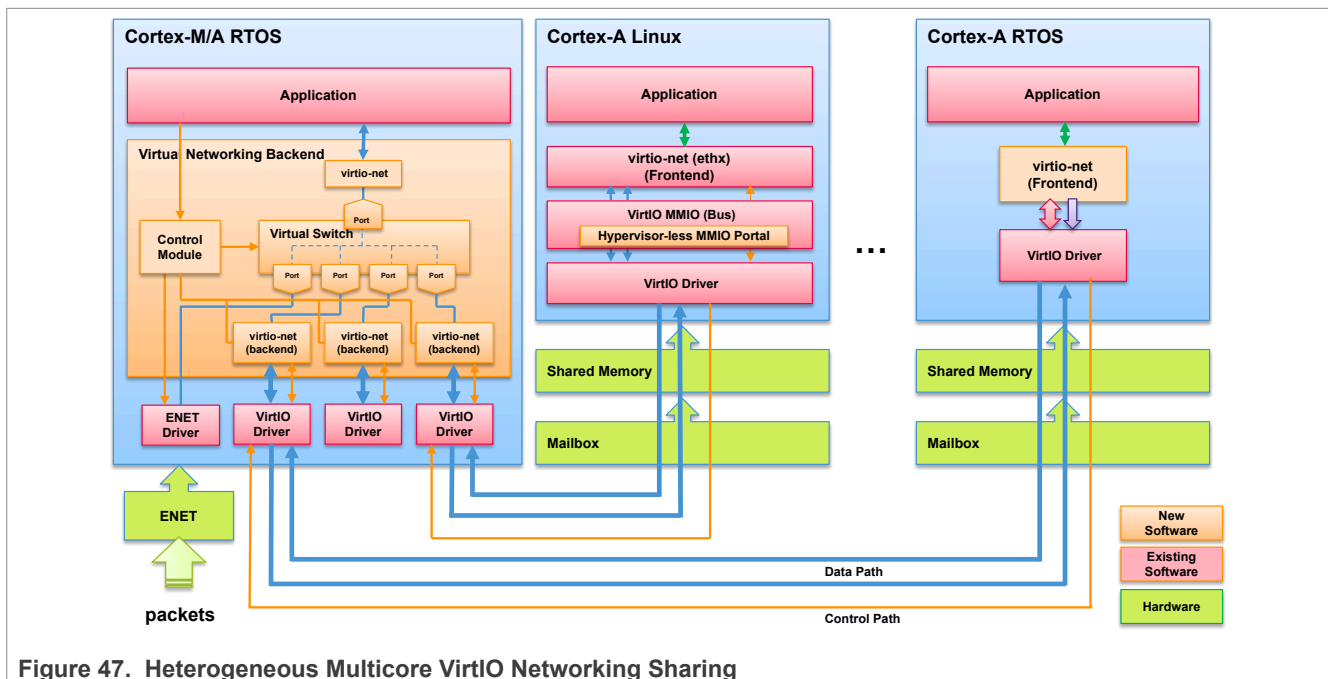 Cortex-M/A RTOS
Application
Virtual Networking Backend
virtio-net
Port
Virtual Switch
Control
Module
Port
Port
Port
Port
virtio-net
(backend)
virtio-net
(backend)
virtio-net
(backend)
ENET
Driver
VirtIO
Driver
VirtIO
Driver
VirtIO
Driver
ENET
packets
Cortex-A Linux
Application
virtio-net (ethx)
(Frontend)
VirtIO MMIO (Bus)
Hypervisor-less MMIO Portal
VirtIO Driver
Shared Memory
Mailbox
...
Cortex-A RTOS
Application
virtio-net
(Frontend)
VirtIO Driver
Shared Memory
Mailbox
Data Path
Control Path
New
Software
Existing
Software
Hardware
Figure 47. Heterogeneous Multicore VirtIO Networking Sharing